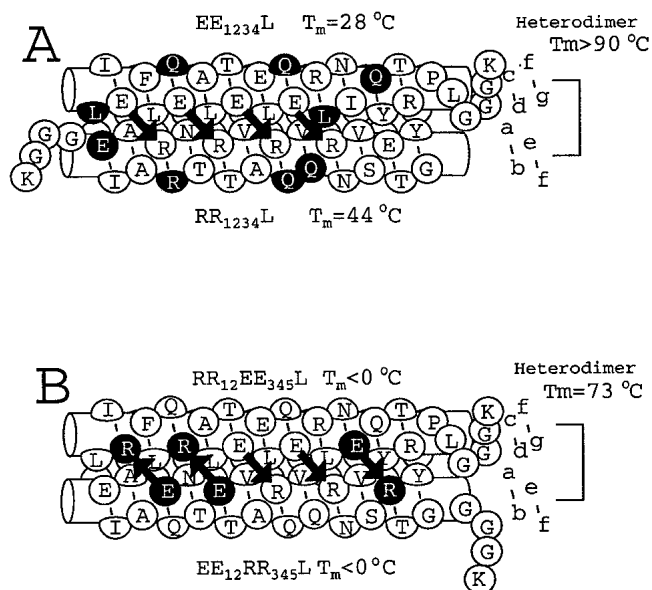 A
EE1234L Tm=28 °C
Heterodimer
Tm>90 °C
I F Q A T E Q R N Q T P K c f
L E L E L E L E L I Y R L G G d g
G G E A R N R V R V R V E Y G a e
K G I A R T T A Q Q N S T G b f
RR1234L Tm=44 °C
B
RR12EE345L Tm<0 °C
Heterodimer
Tm=73 °C
I F Q A T E Q R N Q T P K c f
L R L R L E L E L E Y R L G G d g
E A E N E V R V R V R Y G a e
I A Q T T A Q Q N S T G G G G K b f
EE12RR345L Tm<0°C